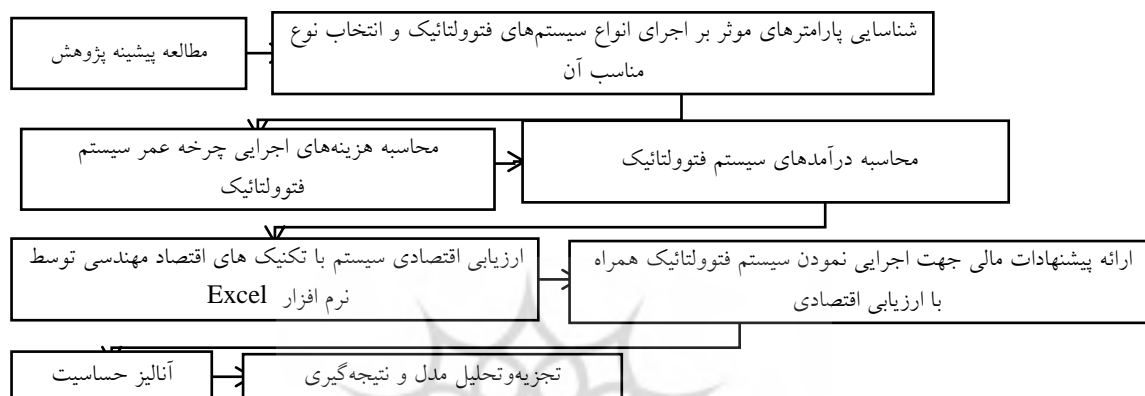 مطالعه پیشینه پژوهش
شناسایی پارامترهای موثر بر اجرای انواع سیستم‌های فتوولتائیک و انتخاب نوع
مناسب آن
محاسبه هزینه‌های اجرایی چرخه عمر سیستم
فتوولتائیک
محاسبه درآمدهای سیستم فتوولتائیک
ارزیابی اقتصادی سیستم با تکنیک های اقتصاد مهندسی توسط
نرم افزار Excel
ارائه پیشنهادات مالی جهت اجرایی نمودن سیستم فتوولتائیک همراه
با ارزیابی اقتصادی
آنالیز حساسیت
تجزیه‌وتحلیل مدل و نتیجه‌گیری